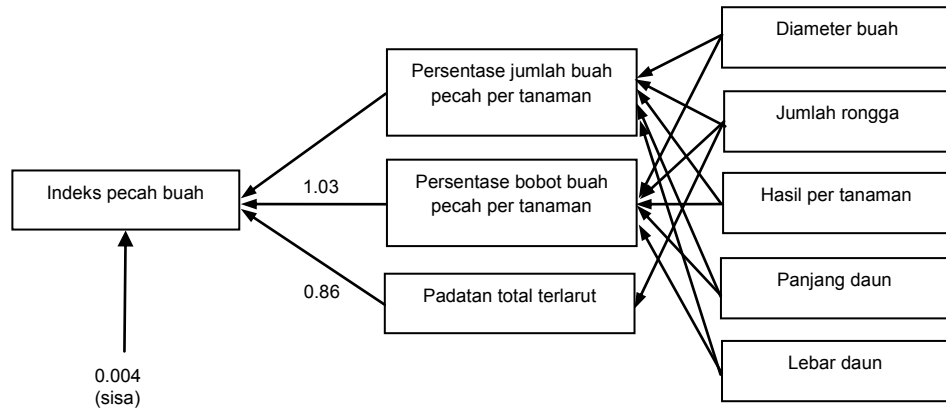 Diameter buah
Persentase jumlah buah
pecah per tanaman
Jumlah rongga
Indeks pecah buah
1.03
Persentase bobot buah
pecah per tanaman
Hasil per tanaman
0.86
Padatan total terlarut
Panjang daun
Lebar daun
0.004
(sisa)